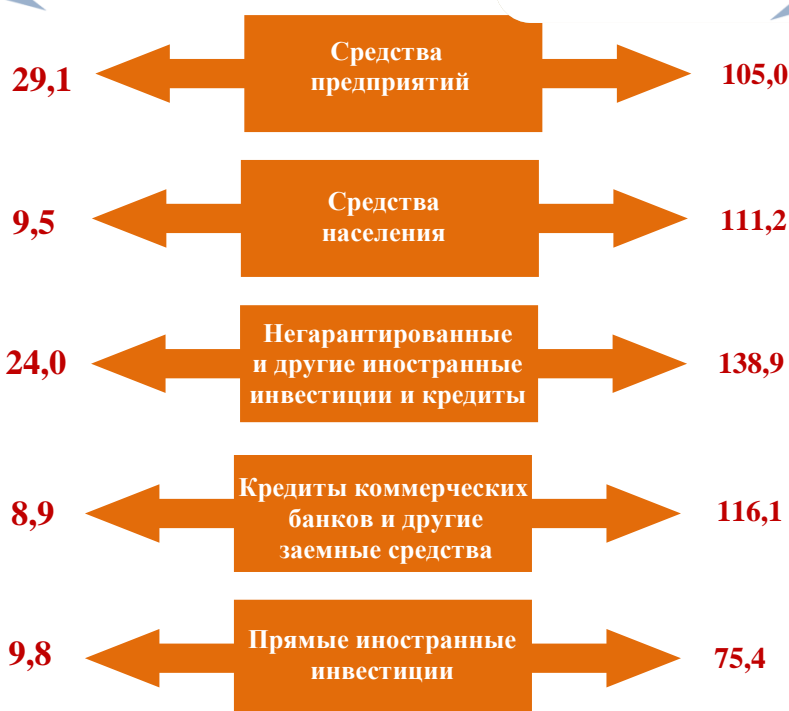 Средства
предприятий
29,1
105,0
Средства
населения
9,5
111,2
Негарантированные
и другие иностранные
инвестиции и кредиты
24,0
138,9
Кредиты коммерческих
банков и другие
заемные средства
8,9
116,1
Прямые иностранные
инвестиции
9,8
75,4